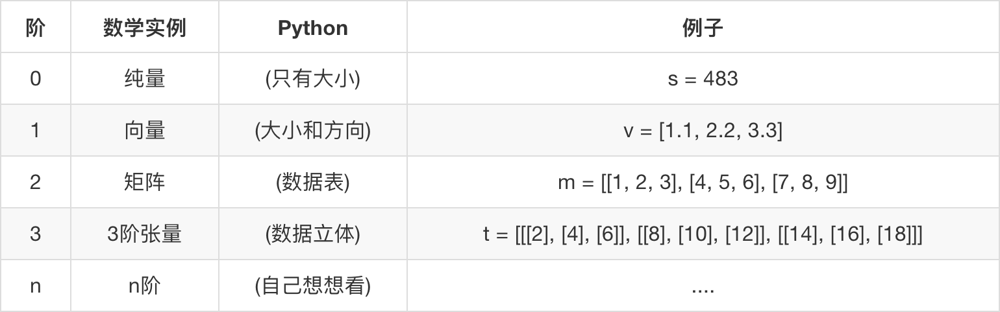 阶 数学实例 Python 例子
0 纯量 (只有大小) s = 483
1 向量 (大小和方向) v = [1.1, 2.2, 3.3]
2 矩阵 (数据表) m = [[1, 2, 3], [4, 5, 6], [7, 8, 9]]
3 3阶张量 (数据立体) t = [[[2], [4], [6]], [[8], [10], [12]], [[14], [16], [18]]]
n n阶 (自己想想看) ....